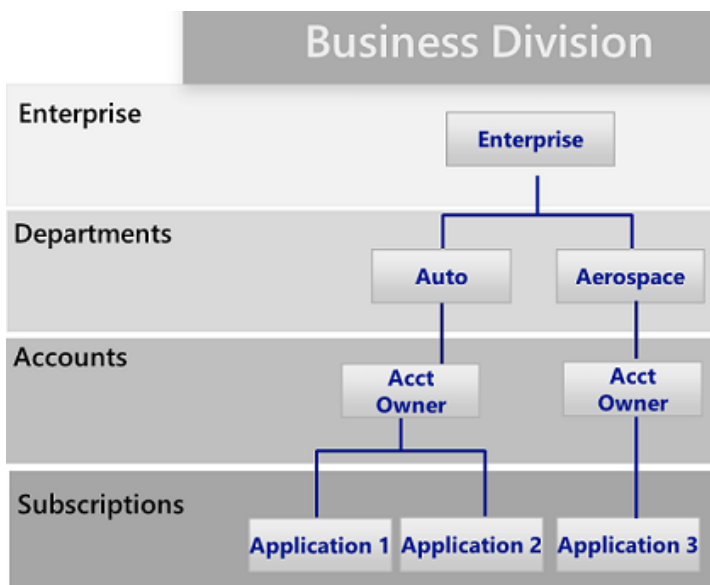 Business Division
Enterprise
Enterprise
Departments
Auto
Aerospace
Accounts
Acct
Owner
Acct
Owner
Subscriptions
Application 1
Application 2
Application 3